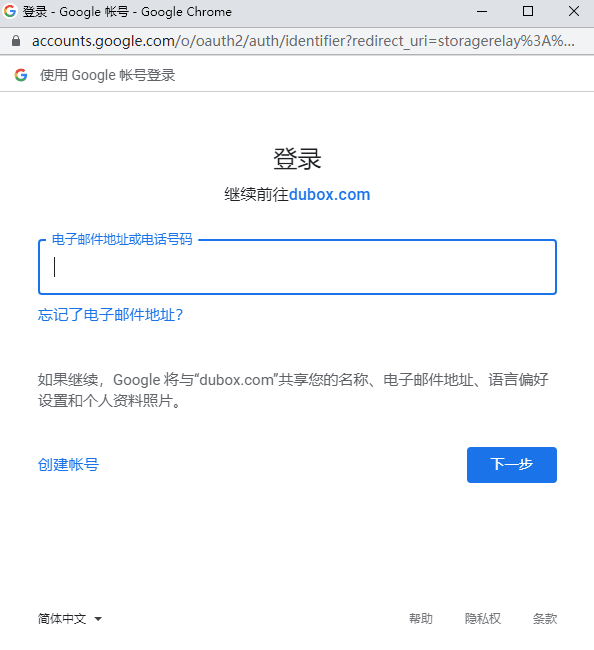 登录 - Google 帐号 - Google Chrome
accounts.google.com/o/oauth2/auth/identifier?redirect_uri=storagerelay%3A%...
使用 Google 帐号登录
登录
继续前往dubox.com
电子邮件地址或电话号码
忘记了电子邮件地址?
如果继续，Google 将与“dubox.com”共享您的名称、电子邮件地址、语言偏好
设置和个人资料照片。
创建帐号
下一步
简体中文
帮助
隐私权
条款